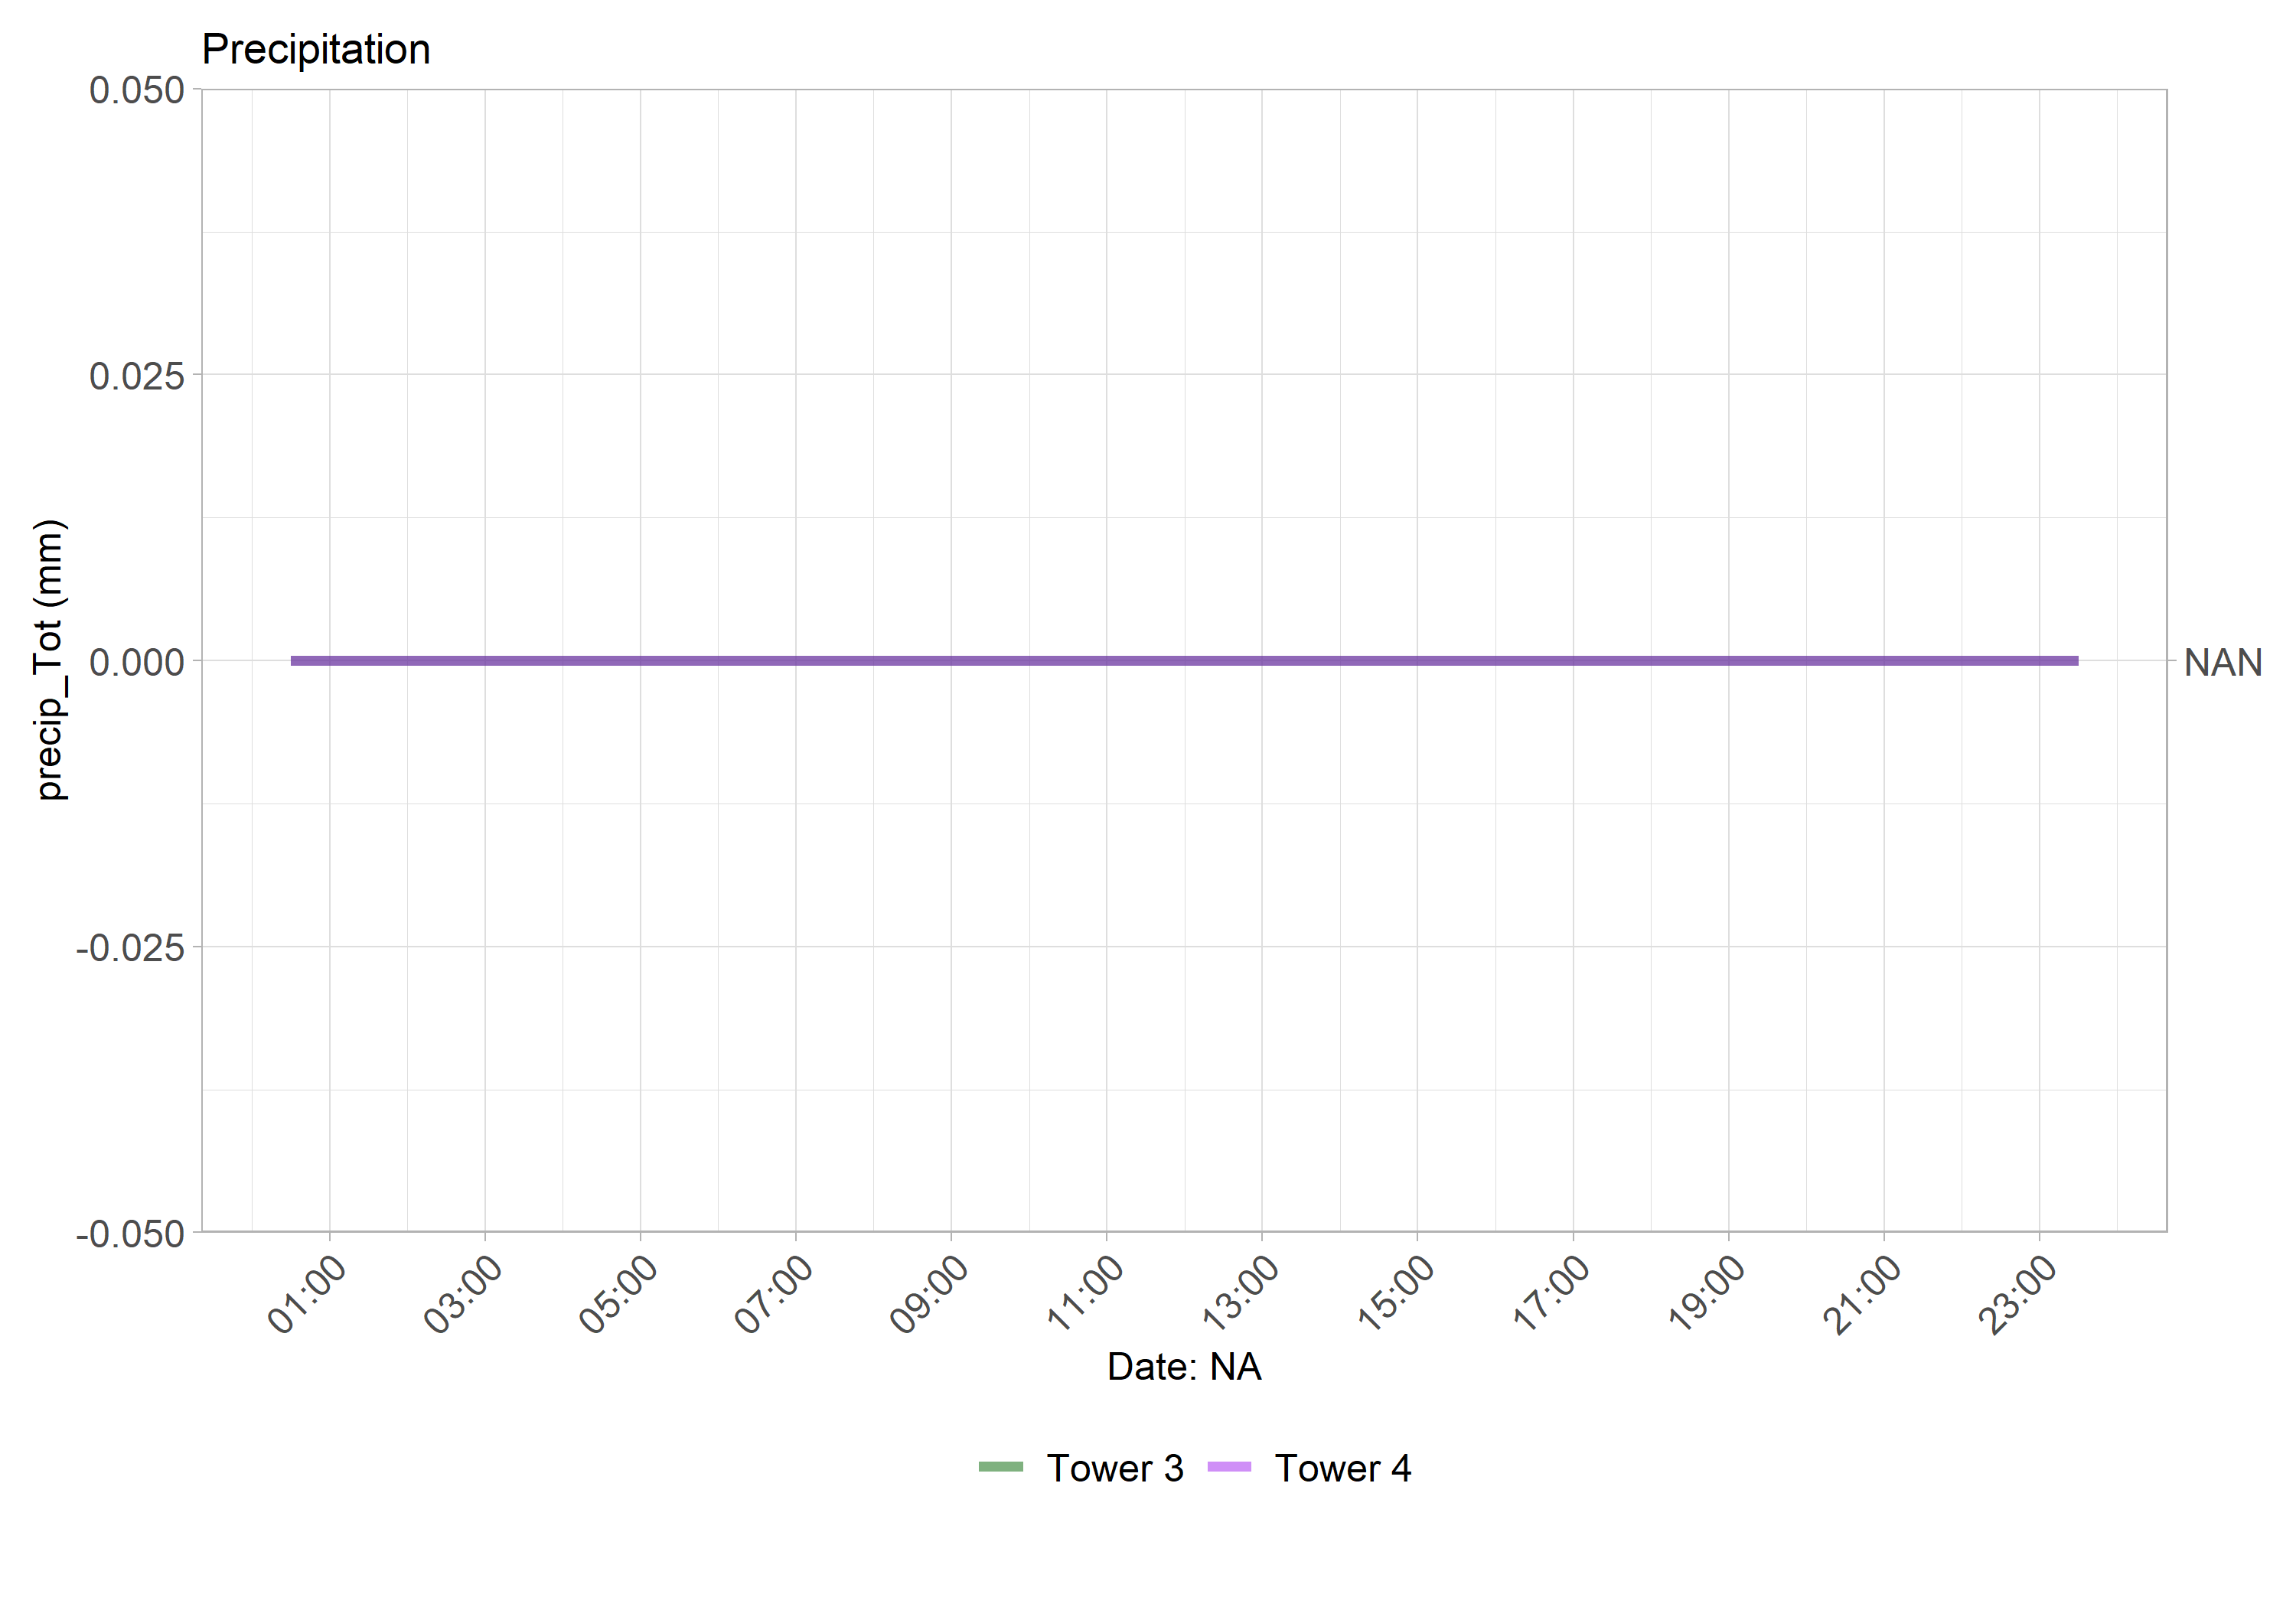 Precipitation
0.050
0.025
0.000
-0.025
-0.050
precip_Tot (mm)
NAN
01:00 03:00 05:00 07:00 09:00 11:00 13:00 15:00 17:00 19:00 21:00 23:00
Date: NA
Tower 3 Tower 4